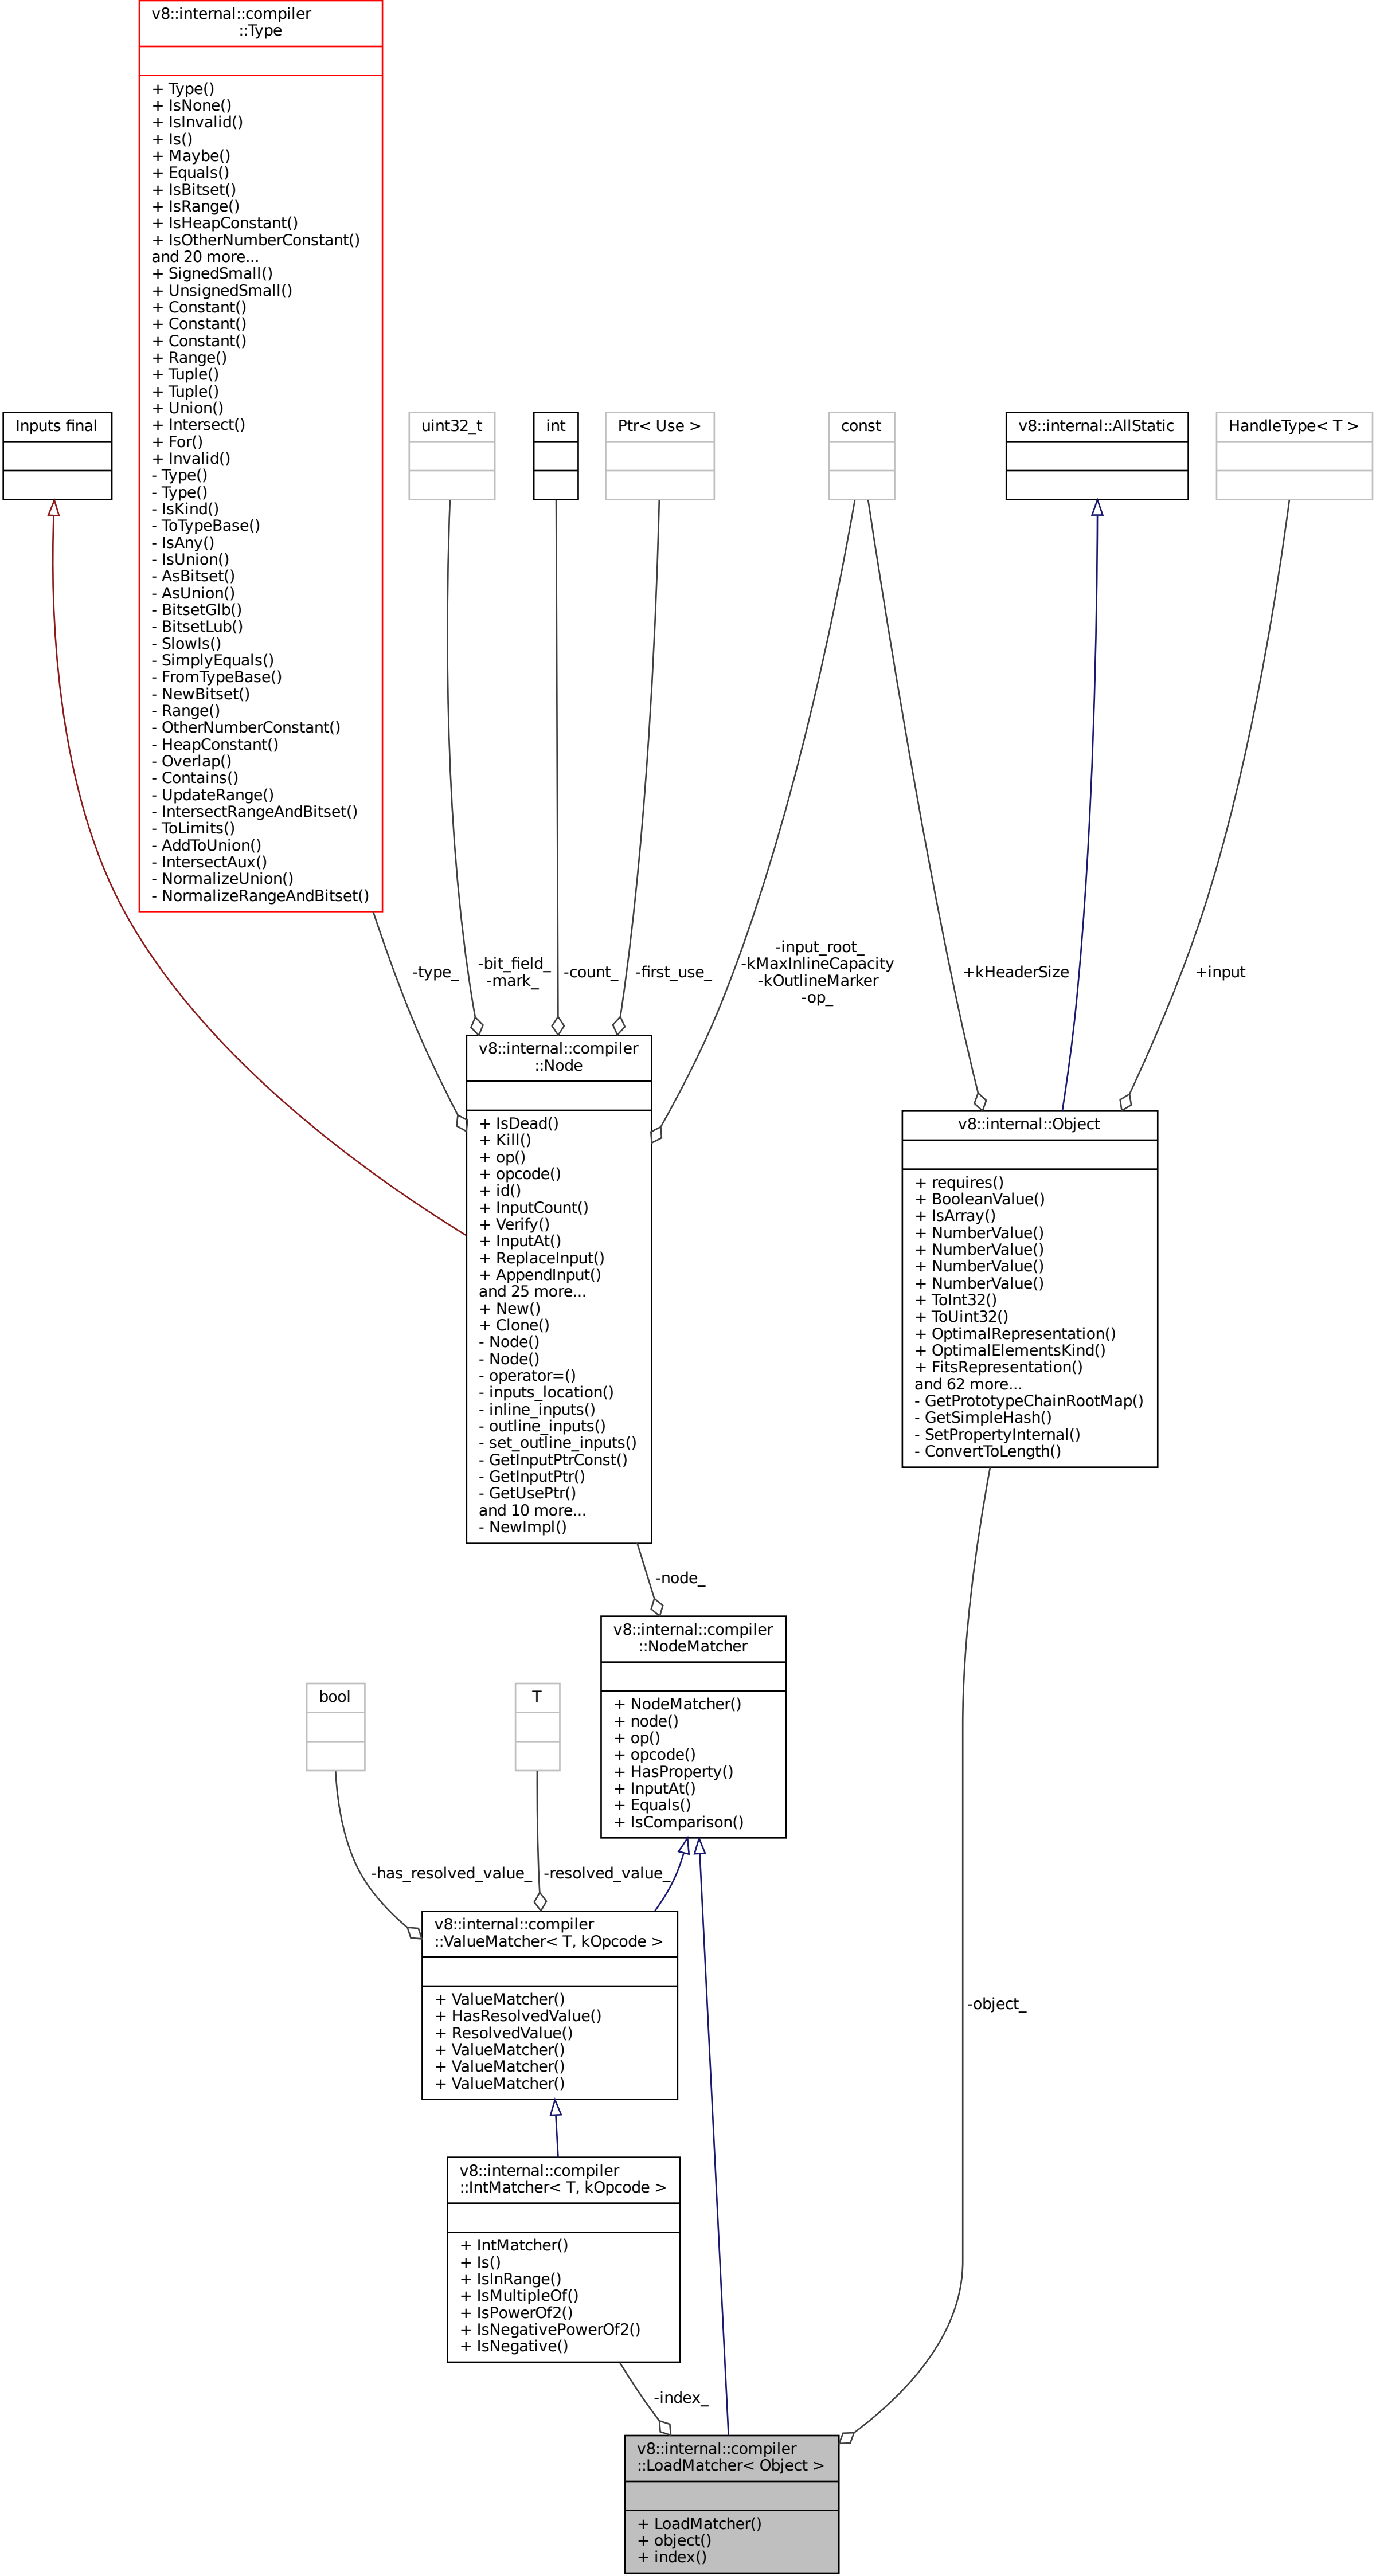 v8::internal::compiler
::Type
+ Type()
+ IsNone()
+ IsInvalid()
+ Is()
+ Maybe()
+ Equals()
+ IsBitset()
+ IsRange()
+ IsHeapConstant()
+ IsOtherNumberConstant()
and 20 more...
+ SignedSmall()
+ UnsignedSmall()
+ Constant()
+ Constant()
+ Constant()
+ Range()
+ Tuple()
+ Tuple()
+ Union()
+ Intersect()
+ For()
+ Invalid()
- Type()
- Type()
- IsKind()
- ToTypeBase()
- IsAny()
- IsUnion()
- AsBitset()
- AsUnion()
- BitsetGlb()
- BitsetLub()
- SlowIs()
- SimplyEquals()
- FromTypeBase()
- NewBitset()
- Range()
- OtherNumberConstant()
- HeapConstant()
- Overlap()
- Contains()
- UpdateRange()
- IntersectRangeAndBitset()
- ToLimits()
- AddToUnion()
- IntersectAux()
- NormalizeUnion()
- NormalizeRangeAndBitset()
Inputs final
uint32_t
int
Ptr< Use >
const
v8::internal::AllStatic
HandleType< T >
-type_
-bit_field_
-mark_
-count_
-first_use_
-input_root_
-kMaxInlineCapacity
-kOutlineMarker
-op_
+kHeaderSize
+input
v8::internal::compiler
::Node
+ IsDead()
+ Kill()
+ op()
+ opcode()
+ id()
+ InputCount()
+ Verify()
+ InputAt()
+ ReplaceInput()
+ AppendInput()
and 25 more...
+ New()
+ Clone()
- Node()
- Node()
- operator=()
- inputs_location()
- inline_inputs()
- outline_inputs()
- set_outline_inputs()
- GetInputPtrConst()
- GetInputPtr()
- GetUsePtr()
and 10 more...
- NewImpl()
v8::internal::Object
+ requires()
+ BooleanValue()
+ IsArray()
+ NumberValue()
+ NumberValue()
+ NumberValue()
+ NumberValue()
+ ToInt32()
+ ToUint32()
+ OptimalRepresentation()
+ OptimalElementsKind()
+ FitsRepresentation()
and 62 more...
- GetPrototypeChainRootMap()
- GetSimpleHash()
- SetPropertyInternal()
- ConvertToLength()
-node_
v8::internal::compiler
::NodeMatcher
+ NodeMatcher()
+ node()
+ op()
+ opcode()
+ HasProperty()
+ InputAt()
+ Equals()
+ IsComparison()
bool
T
-has_resolved_value_
-resolved_value_
v8::internal::compiler
::ValueMatcher< T, kOpcode >
+ ValueMatcher()
+ HasResolvedValue()
+ ResolvedValue()
+ ValueMatcher()
+ ValueMatcher()
+ ValueMatcher()
-object_
v8::internal::compiler
::IntMatcher< T, kOpcode >
+ IntMatcher()
+ Is()
+ IsInRange()
+ IsMultipleOf()
+ IsPowerOf2()
+ IsNegativePowerOf2()
+ IsNegative()
-index_
v8::internal::compiler
::LoadMatcher< Object >
+ LoadMatcher()
+ object()
+ index()